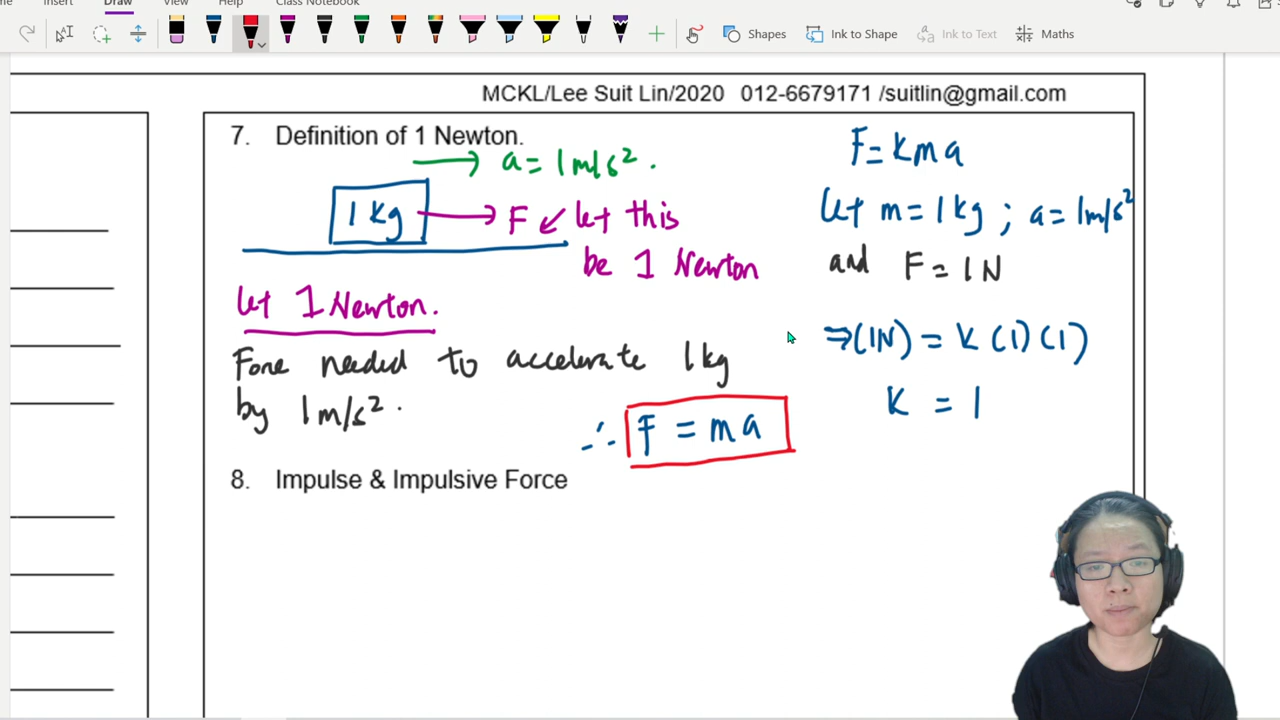 Insert Draw View Help Class Notebook
Shapes Ink to Shape Ink to Text Maths
MCKL/Lee Suit Lin/2020 012-6679171 /suitlin@gmail.com
7. Definition of 1 Newton.
→ a = 1m/s².
1 kg → F ↙ let this
be 1 Newton
let 1 Newton.
Force needed to accelerate 1kg
by 1m/s².
∴ F = ma
F = kma
let m = 1kg ; a = 1m/s²
and F = 1N
⇒ (1N) = K (1) (1)
K = 1
8. Impulse & Impulsive Force